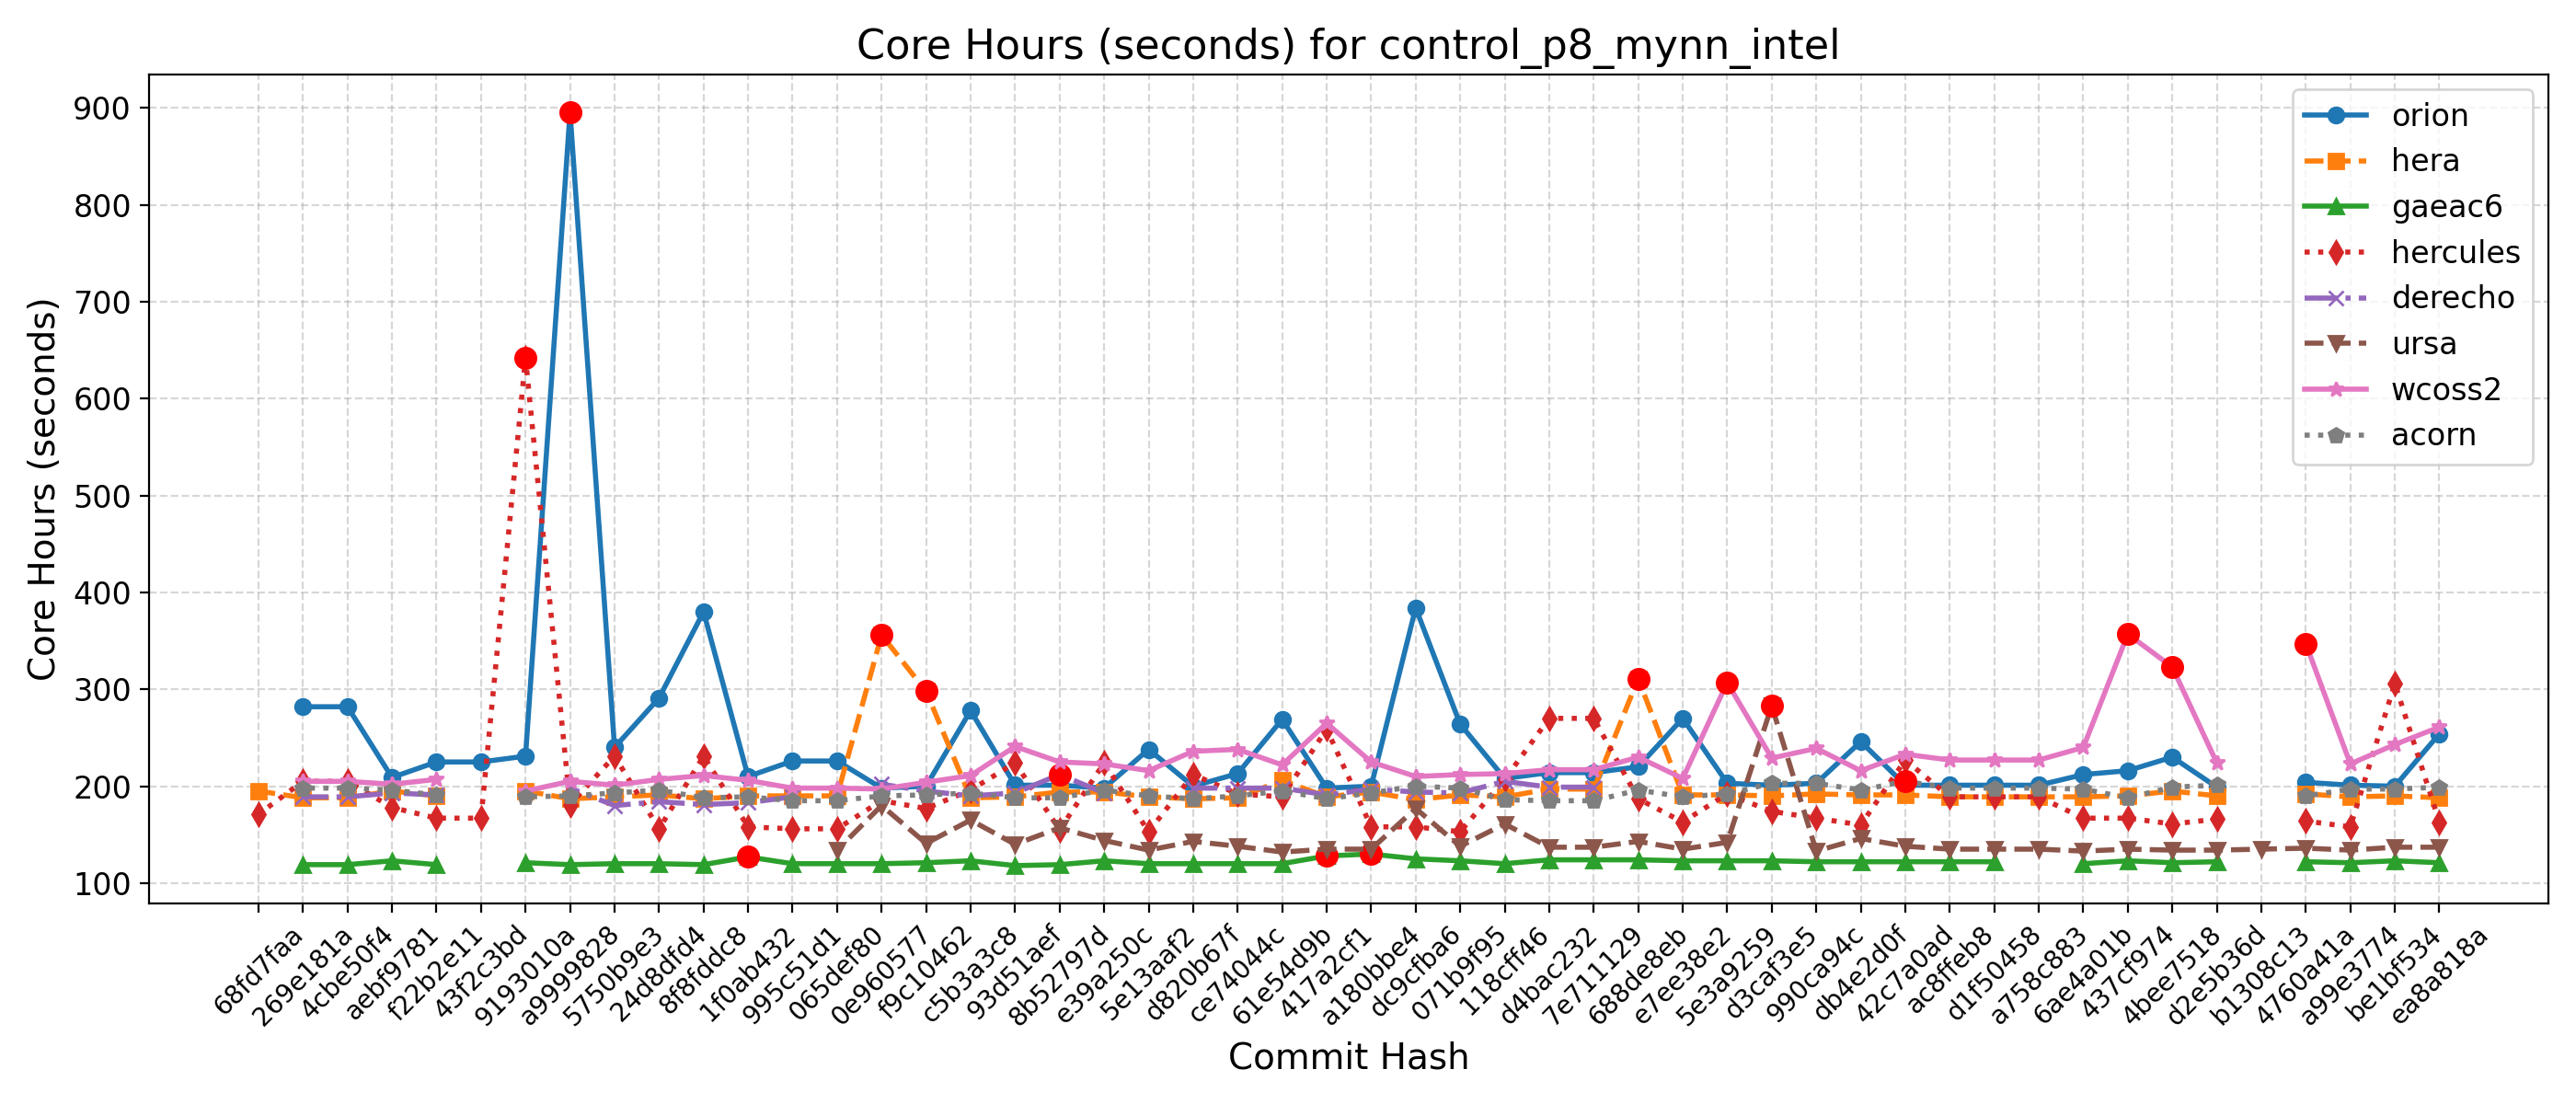 Core Hours (seconds) for control_p8_mynn_intel
Core Hours (seconds)
900
800
700
600
500
400
300
200
100
orion
hera
gaeac6
hercules
derecho
ursa
wcoss2
acorn
68fd7faa
269e181a
4cbe50f4
aebf9781
f22b2e11
43f2c3bd
9193010a
a9999828
5750b9e3
24d8dfd4
8f8fddc8
1f0ab432
995c51d1
065def80
0e960577
f9c10462
c5b3a3c8
93d51aef
8b52797d
e39a250c
5e13aaf2
d820b67f
ce74044c
61e54d9b
417a2cf1
a180bbe4
dc9cfba6
071b9f95
118cff46
d4bac232
7e711129
688de8eb
e7ee38e2
5e3a9259
d3caf3e5
990ca94c
db4e2d0f
42c7a0ad
ac8ffeb8
d1f50458
a758c883
6ae4a01b
437cf974
4bee7518
d2e5b36d
b1308c13
4760a41a
a99e3774
be1bf534
ea8a818a
Commit Hash